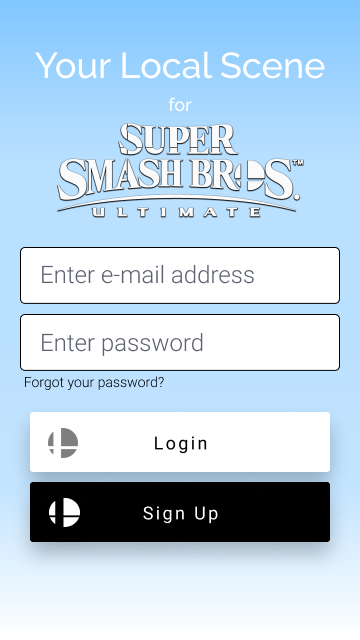 Your Local Scene
for
SUPER
SMASH BROS.™
ULTIMATE
Enter e-mail address
Enter password
Forgot your password?
Login
Sign Up